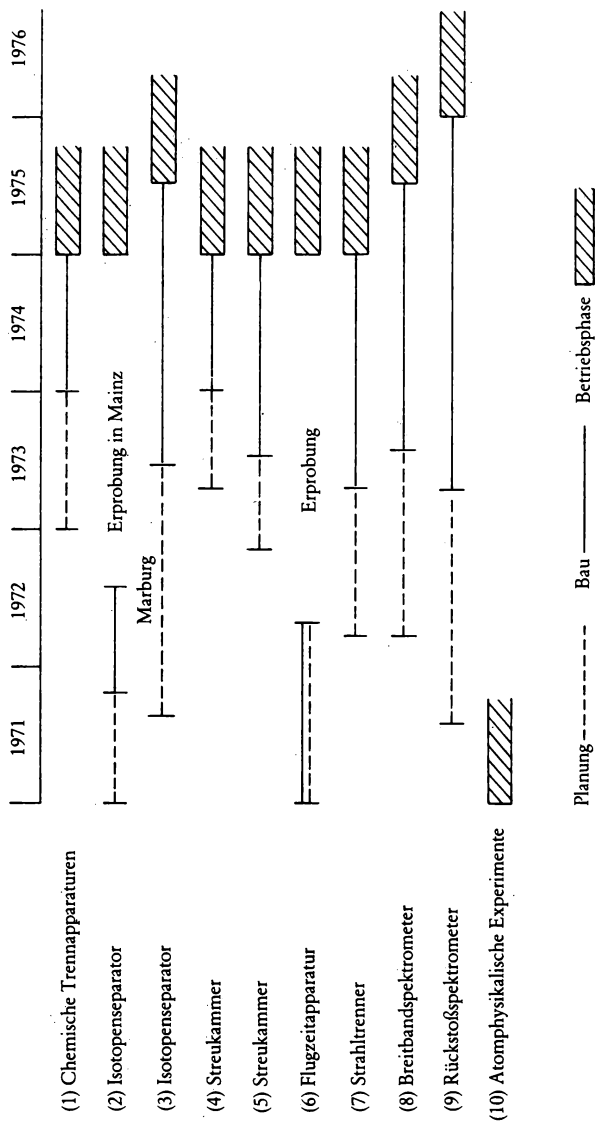 1971 1972 1973 1974 1975 1976
(1) Chemische Trennapparaturen
(2) Isotopenseparator
Erprobung in Mainz
(3) Isotopenseparator
Marburg
(4) Streukammer
(5) Streukammer
(6) Flugzeitapparatur
Erprobung
(7) Strahltrenner
(8) Breitbandspektrometer
(9) Rückstoßspektrometer
(10) Atomphysikalische Experimente
Planung Bau Betriebsphase